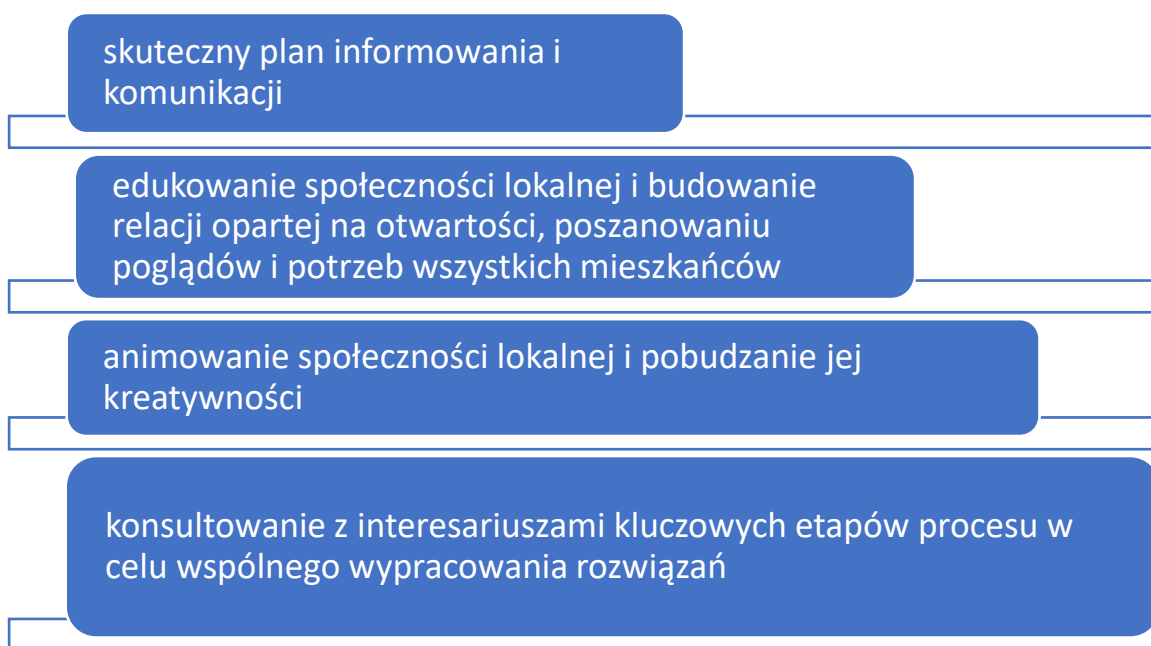 skuteczny plan informowania i
komunikacji
edukowanie społeczności lokalnej i budowanie
relacji opartej na otwartości, poszanowaniu
poglądów i potrzeb wszystkich mieszkańców
animowanie społeczności lokalnej i pobudzanie jej
kreatywności
konsultowanie z interesariuszami kluczowych etapów procesu w
celu wspólnego wypracowania rozwiązań